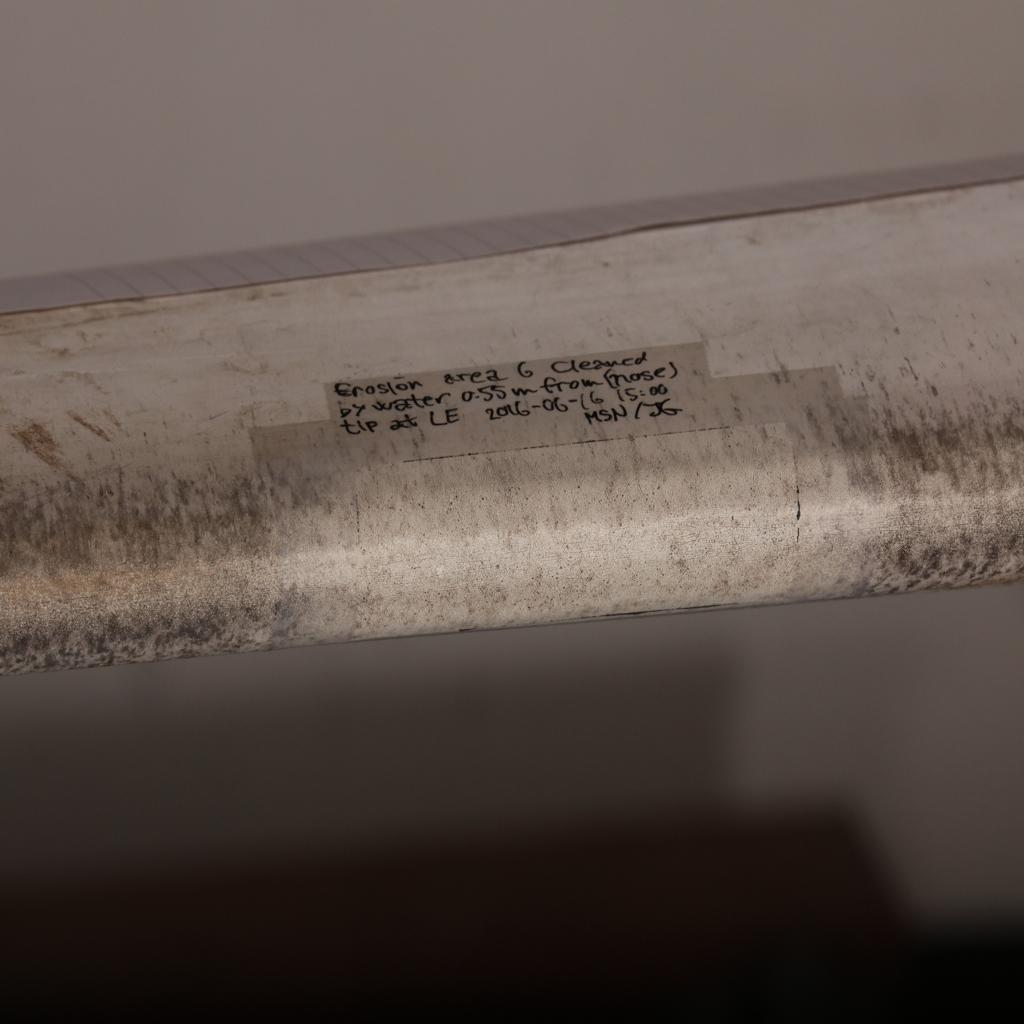 Erosion area 6 Cleaned
by water 0.55m from (nose)
tip at LE 2016-06-16 15:00
MSN/JG